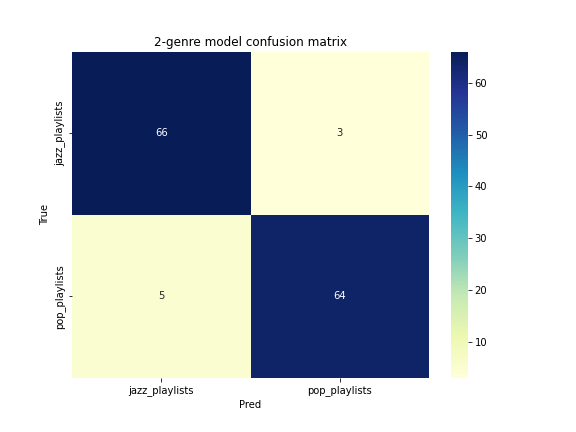 2-genre model confusion matrix
jazz_playlists
pop_playlists
True
66
3
5
64
jazz_playlists
pop_playlists
Pred
60
50
40
30
20
10